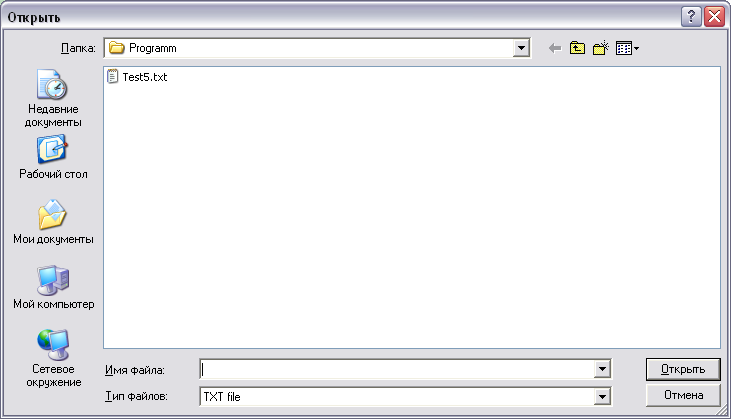 Открыть
Папка: Programm
Test5.txt
Недавние
документы
Рабочий стол
Мои документы
Мой компьютер
Сетевое
окружение
Имя файла:
Открыть
Тип файлов: TXT file
Отмена